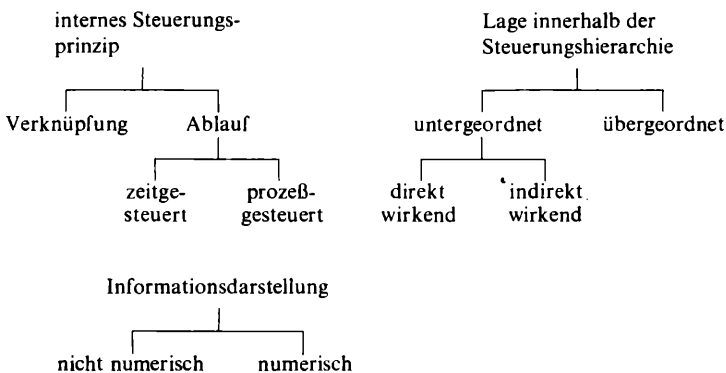 internes Steuerungs-
prinzip
Verknüpfung Ablauf
zeitge-
steuert
prozeß-
gesteuert
Lage innerhalb der
Steuerungshierarchie
untergeordnet übergeordnet
direkt
wirkend
indirekt
wirkend
Informationsdarstellung
nicht numerisch numerisch